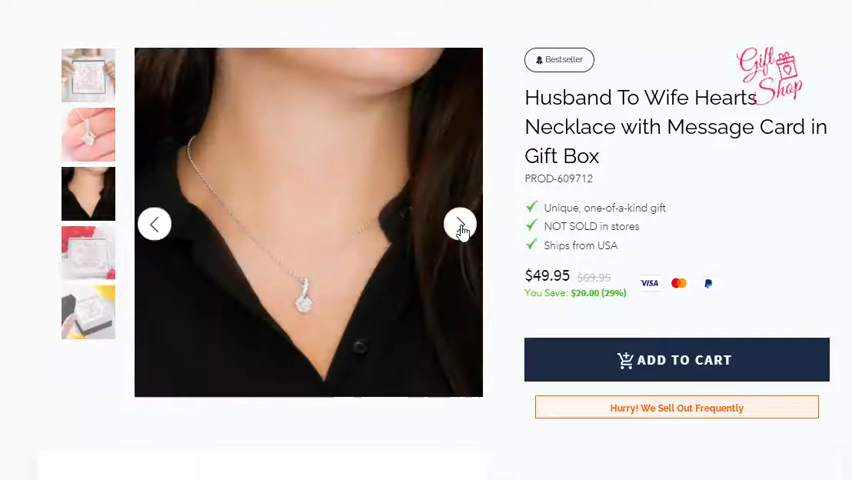 Bestseller
Gift
Shop
Husband To Wife Hearts
Necklace with Message Card in
Gift Box
PROD-609712
Unique, one-of-a-kind gift
NOT SOLD in stores
Ships from USA
$49.95 $69.95
VISA
You Save: $20.00 (29%)
ADD TO CART
Hurry! We Sell Out Frequently